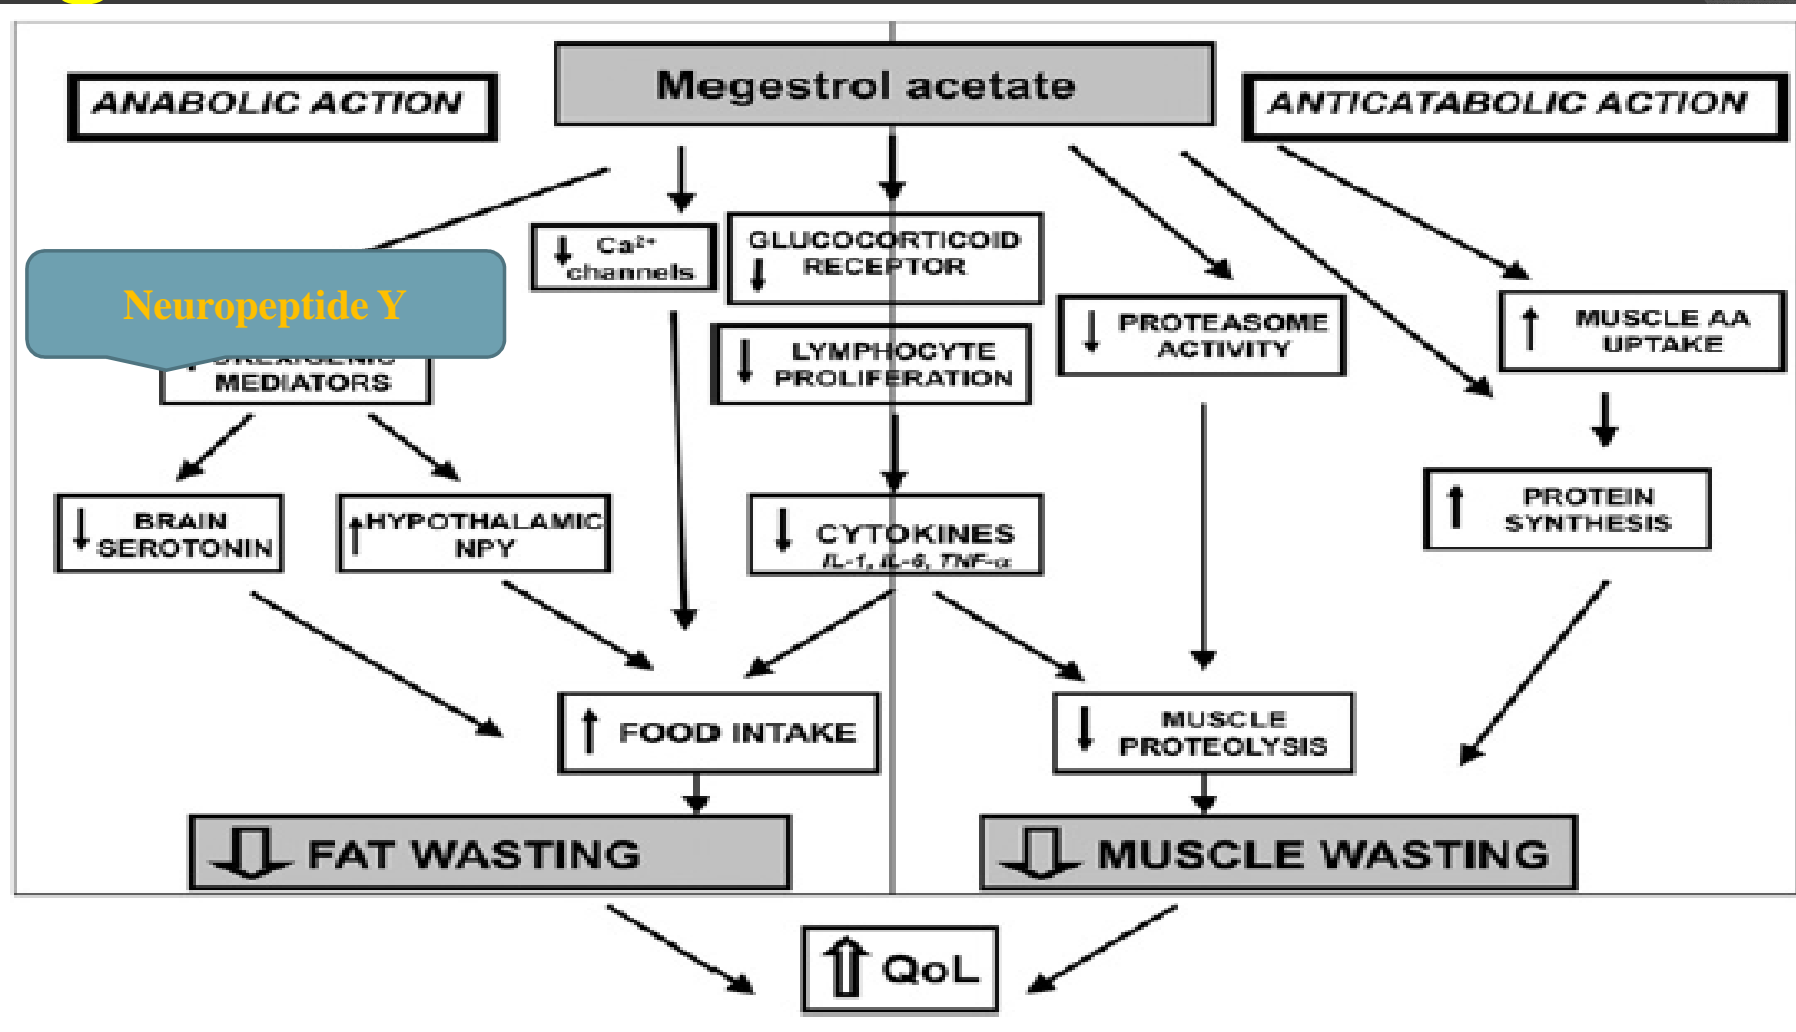 Megestrol acetate
ANABOLIC ACTION
ANTICATABOLIC ACTION
Ca²⁺
channels
GLUCOCORTICOID
RECEPTOR
Neuropeptide Y
MEDIATORS
LYMPHOCYTE
PROLIFERATION
PROTEASOME
ACTIVITY
MUSCLE AA
UPTAKE
BRAIN
SEROTONIN
HYPOTHALAMIC
NPY
CYTOKINES
IL-1, IL-6, TNF-α
PROTEIN
SYNTHESIS
FOOD INTAKE
MUSCLE
PROTEOLYSIS
FAT WASTING
MUSCLE WASTING
QoL